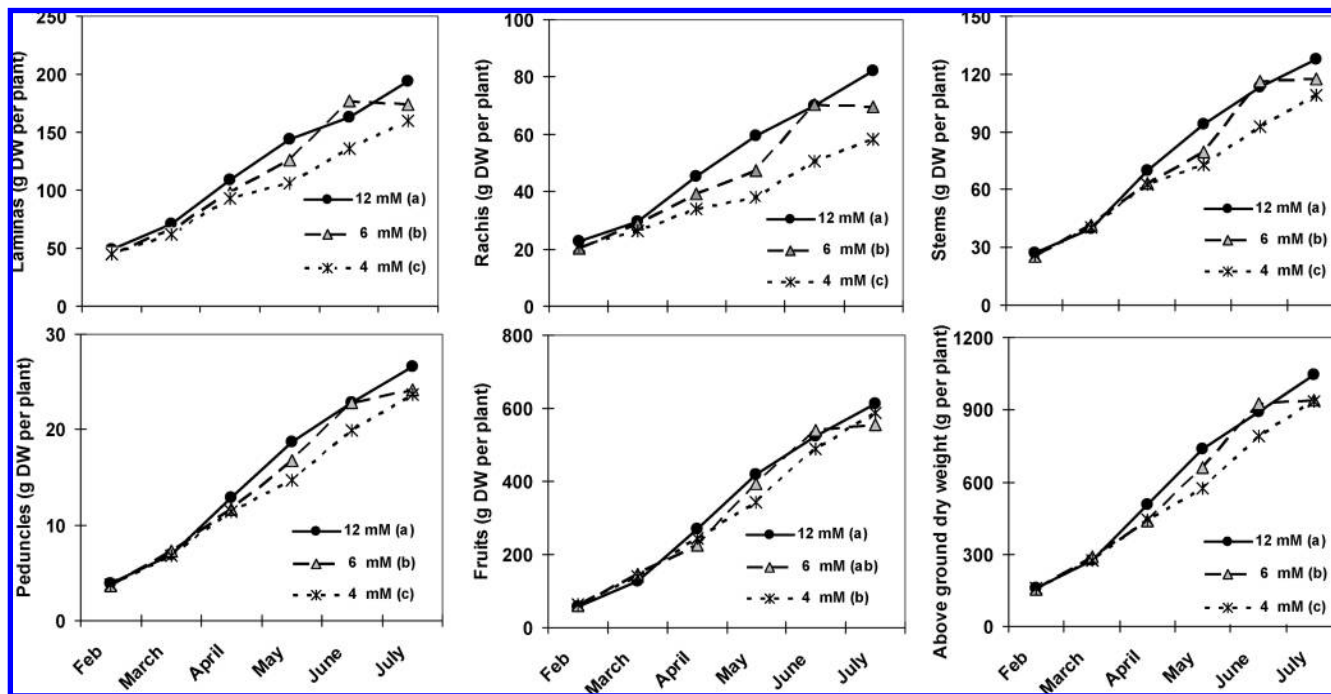 Laminas (g DW per plant)
250
200
150
100
50
0
12 mM (a)
6 mM (b)
4 mM (c)
Rachis (g DW per plant)
100
80
60
40
20
0
12 mM (a)
6 mM (b)
4 mM (c)
Stems (g DW per plant)
150
120
90
60
30
0
12 mM (a)
6 mM (b)
4 mM (c)
Peduncles (g DW per plant)
30
20
10
0
12 mM (a)
6 mM (b)
4 mM (c)
Feb
March
April
May
June
July
Fruits (g DW per plant)
800
600
400
200
0
12 mM (a)
6 mM (ab)
4 mM (b)
Feb
March
April
May
June
July
Above ground dry weight (g per plant)
1200
900
600
300
0
12 mM (a)
6 mM (b)
4 mM (c)
Feb
March
April
May
June
July